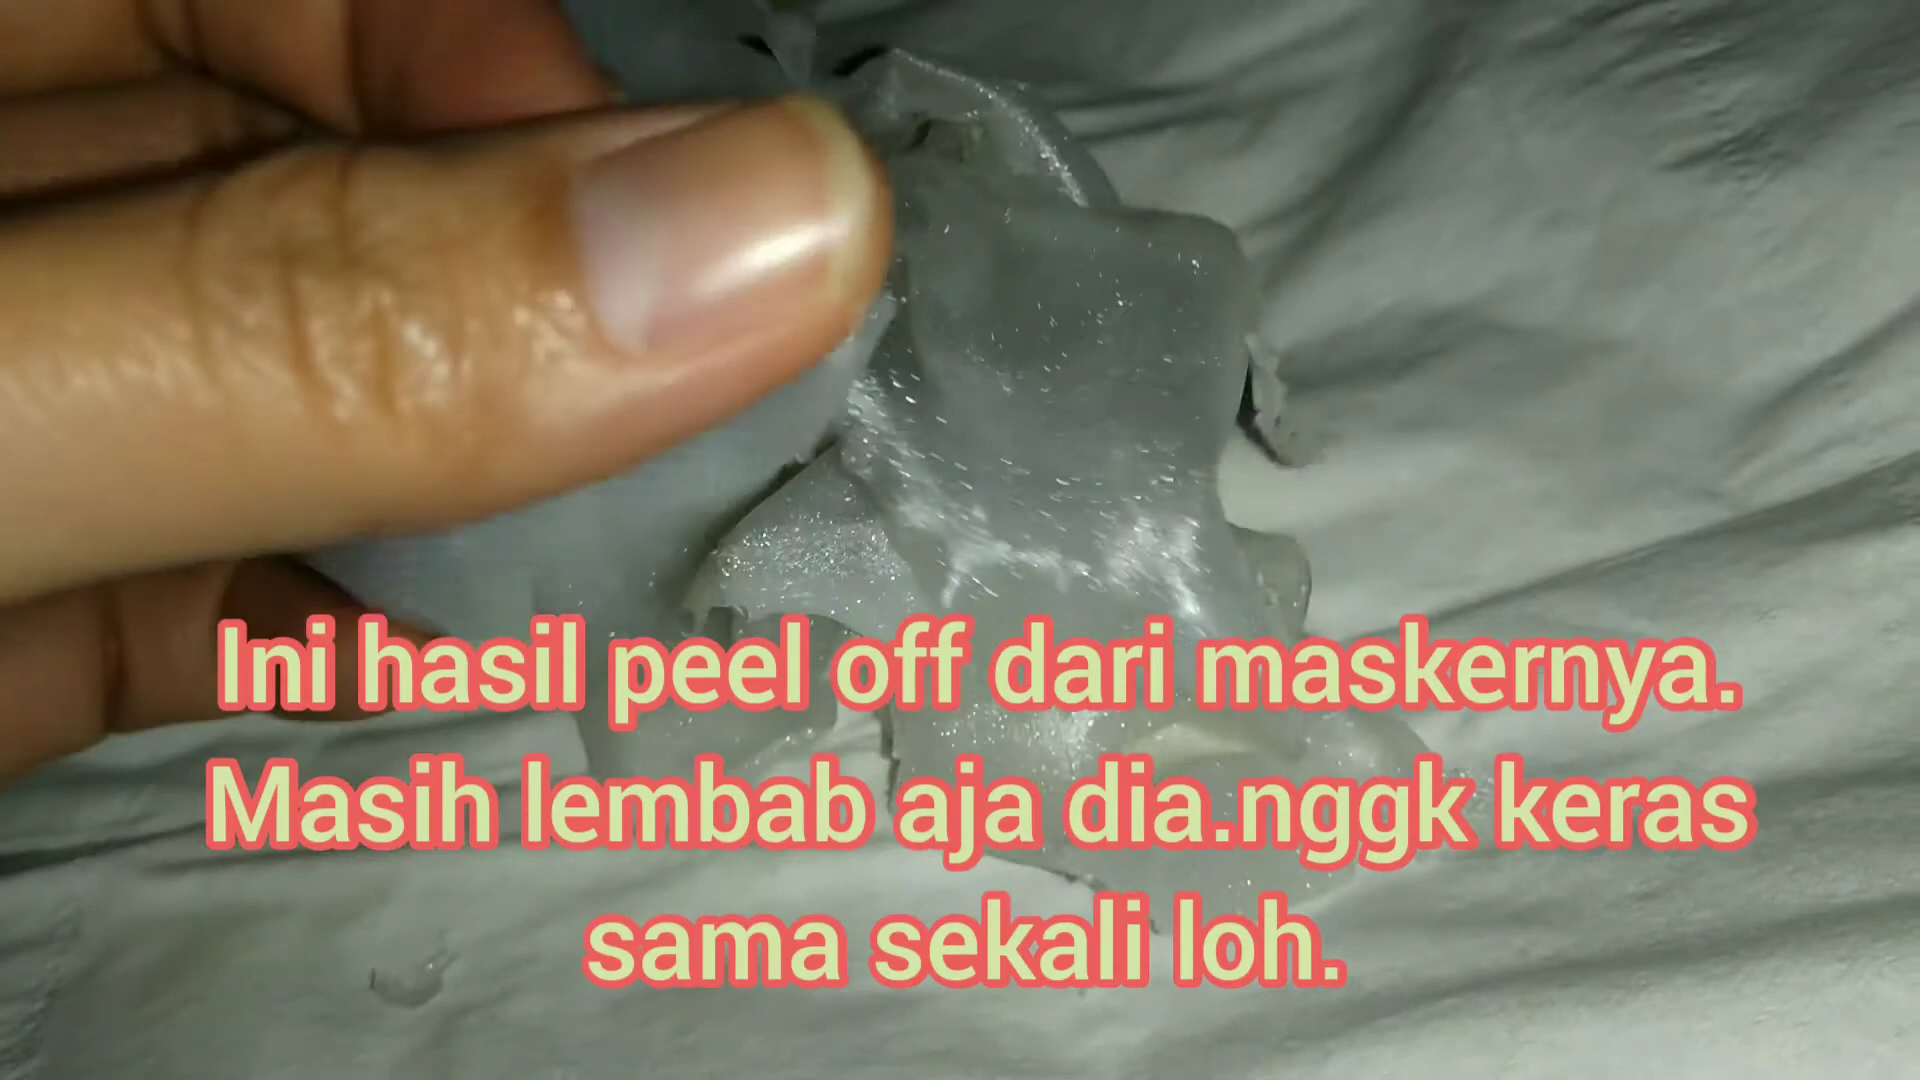 Ini hasil peel off dari maskernya.
Masih lembab aja dia.nggk keras
sama sekali loh.